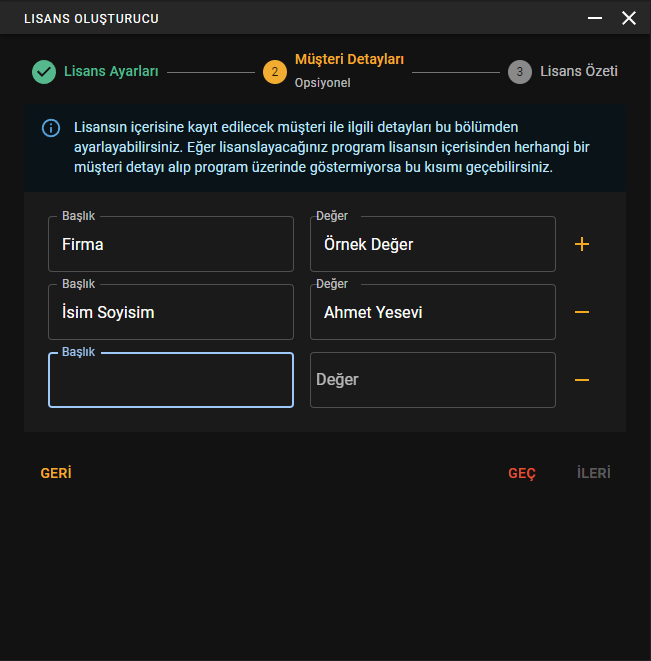 LISANS OLUŞTURUCU
Lisans Ayarları
2
Müşteri Detayları
Opsiyonel
3
Lisans Özeti
Lisansın içerisine kayıt edilecek müşteri ile ilgili detayları bu bölümden
ayarlayabilirsiniz. Eğer lisanslayacağınız program lisansın içerisinden herhangi bir
müşteri detayı alıp program üzerinde göstermiyorsa bu kısımı geçebilirsiniz.
Başlık
Firma
Değer
Örnek Değer
Başlık
İsim Soyisim
Değer
Ahmet Yesevi
Başlık
Değer
GERİ
GEÇ
İLERİ